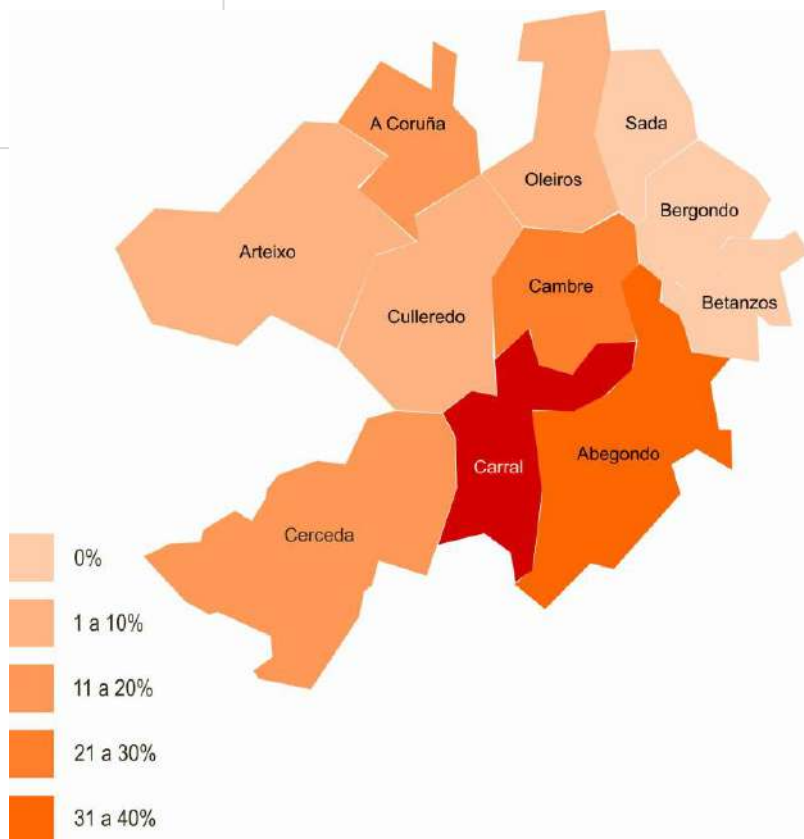 A Coruña
Sada
Oleiros
Bergondo
Arteixo
Cambre
Betanzos
Culleredo
Abegondo
Carral
Cerceda
0%
1 a 10%
11 a 20%
21 a 30%
31 a 40%